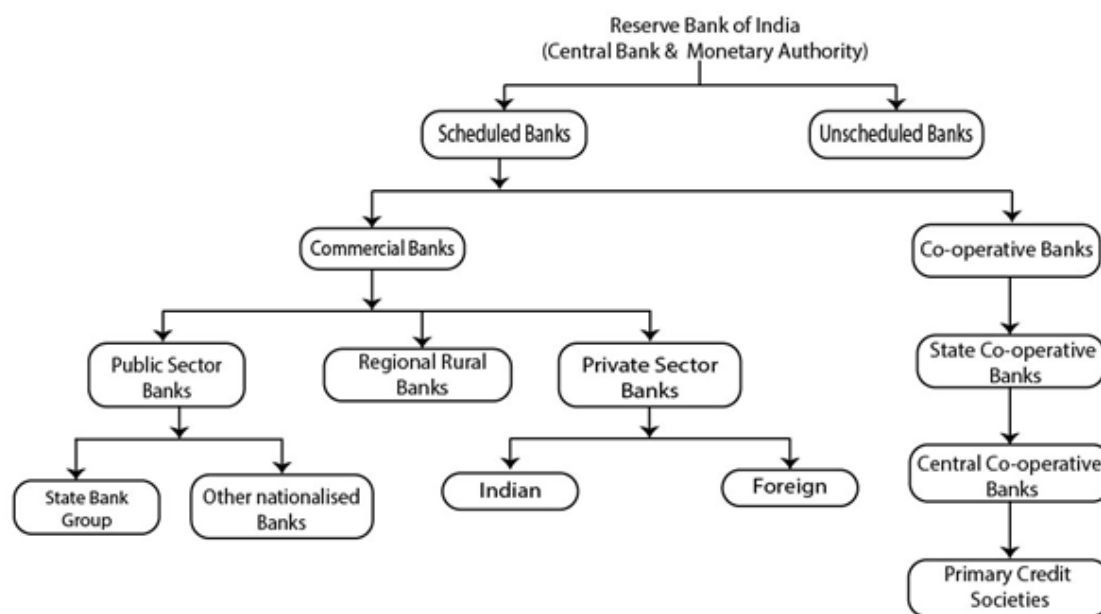 Reserve Bank of India
(Central Bank & Monetary Authority)
Scheduled Banks
Unscheduled Banks
Commercial Banks
Co-operative Banks
Public Sector
Banks
Regional Rural
Banks
Private Sector
Banks
State Co-operative
Banks
State Bank
Group
Other nationalised
Banks
Indian
Foreign
Central Co-operative
Banks
Primary Credit
Societies